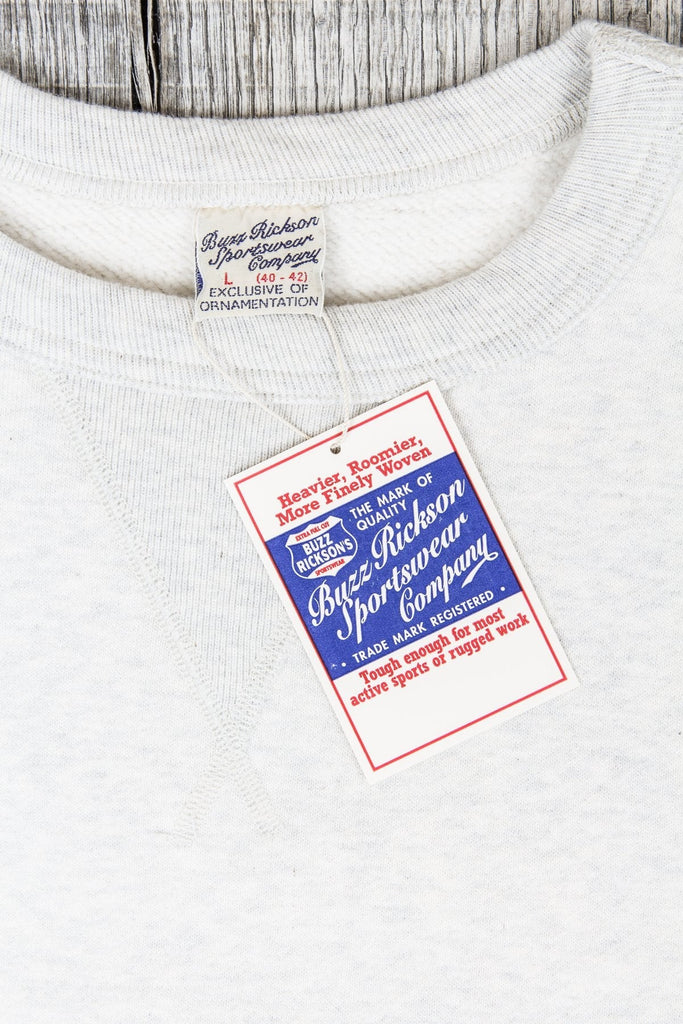 Buzz Rickson
Sportswear
Company
L (40 - 42)
EXCLUSIVE OF
ORNAMENTATION
Heavier, Roomier,
More Finely Woven
EXTRA FULL CUT
BUZZ
RICKSON'S
SPORTSWEAR
THE MARK OF
QUALITY
Buzz Rickson
Sportswear
Company
• TRADE MARK REGISTERED •
Tough enough for most
active sports or rugged work